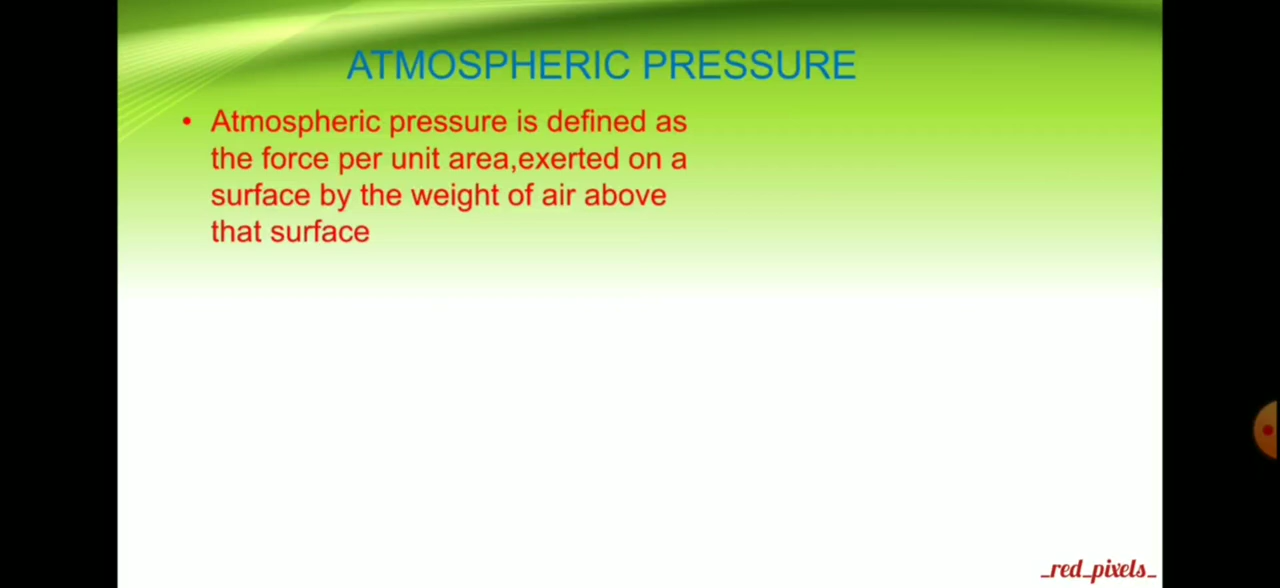 ATMOSPHERIC PRESSURE
• Atmospheric pressure is defined as
the force per unit area,exerted on a
surface by the weight of air above
that surface
_red_pixels_